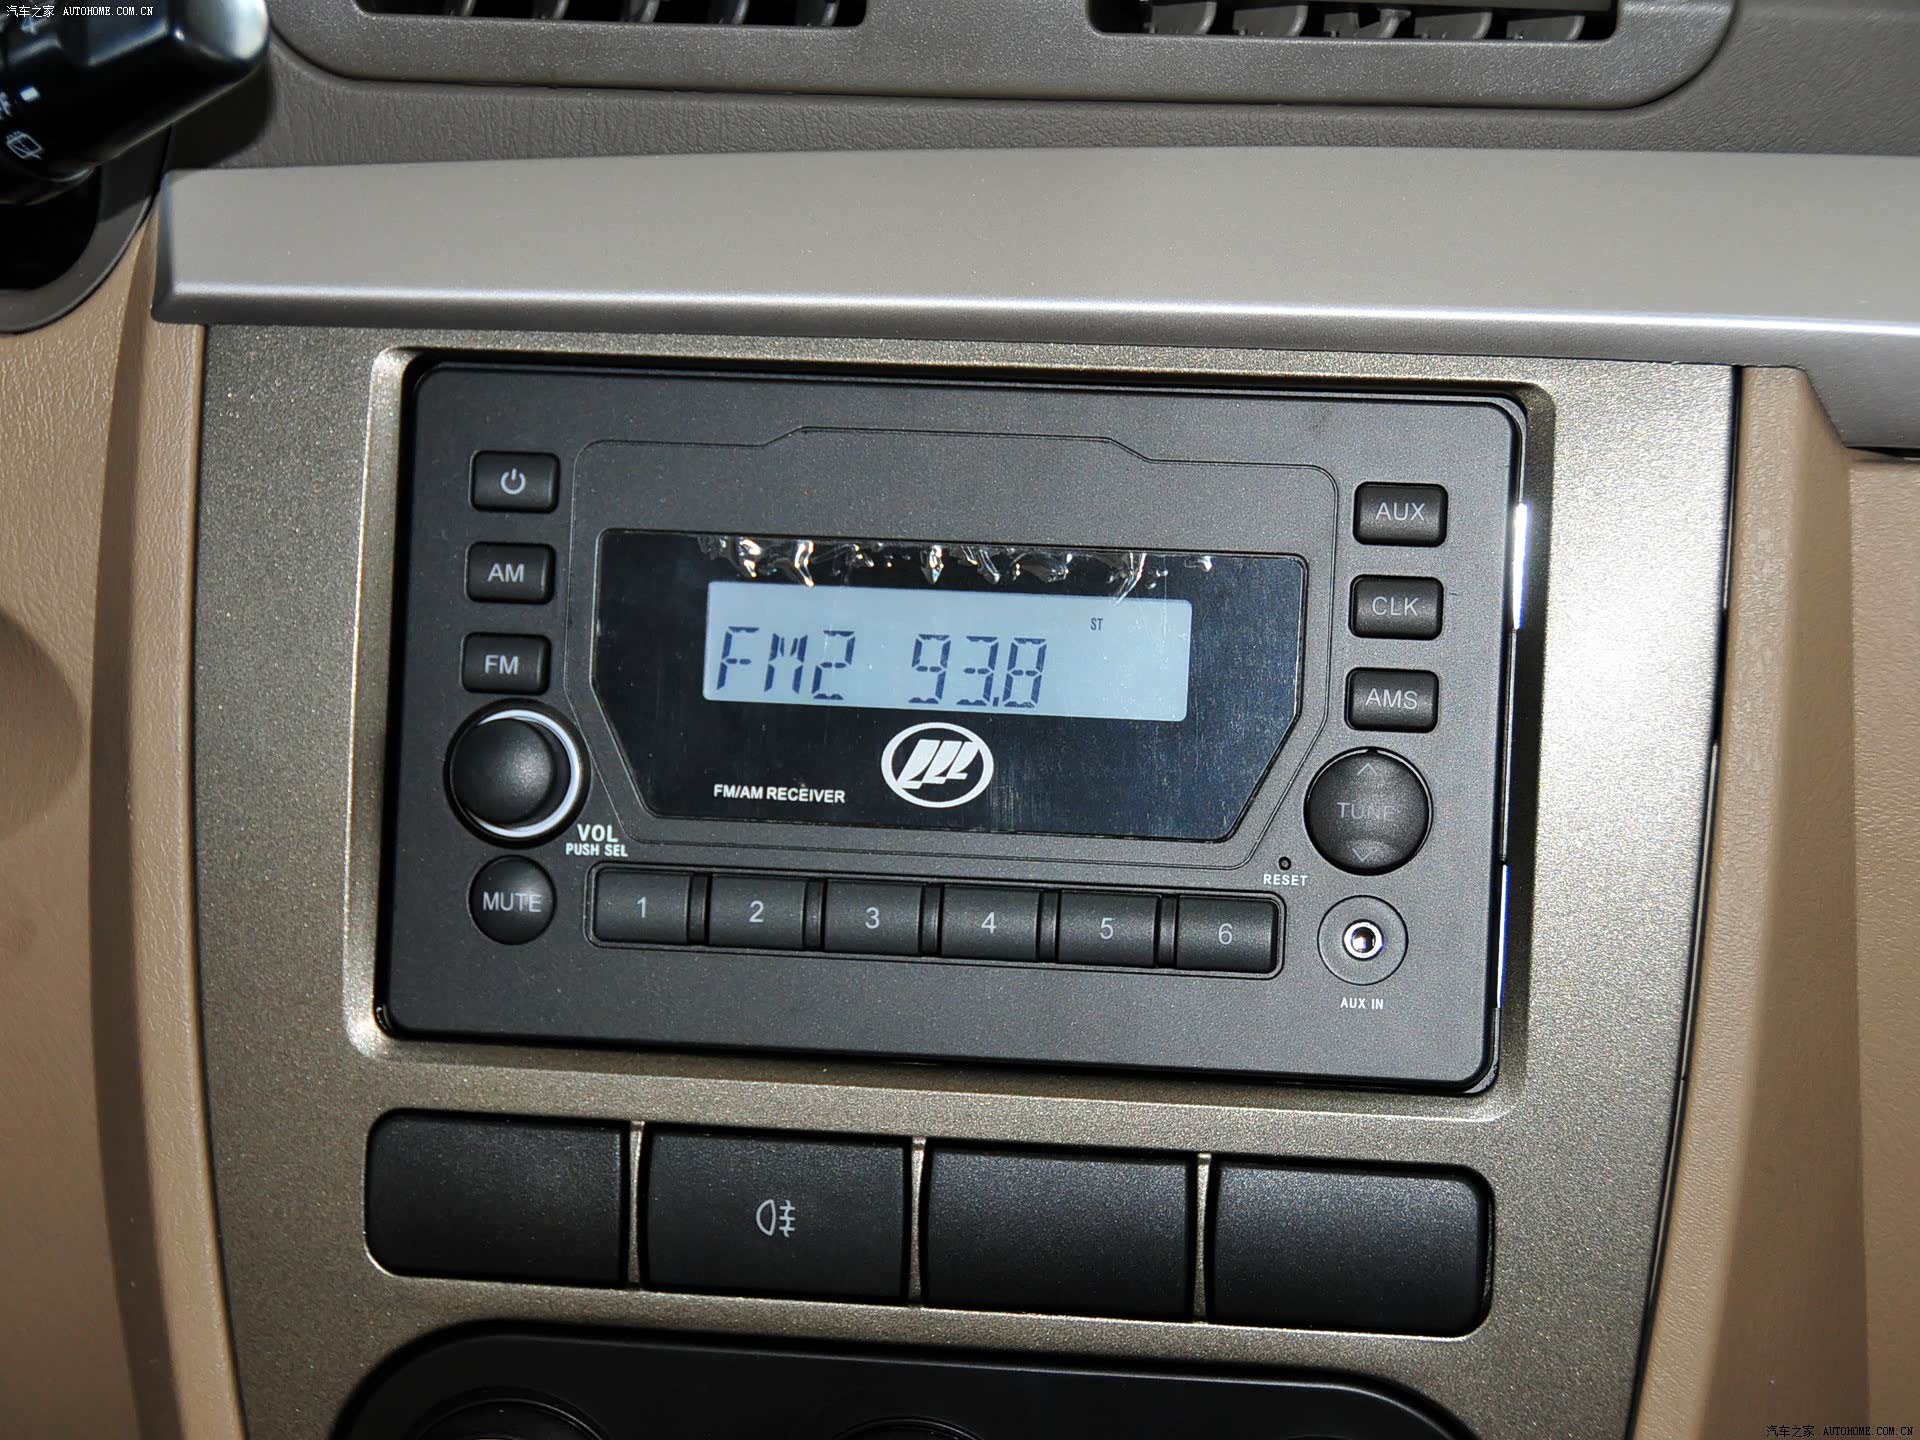 汽车之家 AUTOHOME.COM.CN
AUX
AM
CLK
FM
ST
FM2 93.8
AMS
FM/AM RECEIVER
TUNE
VOL
PUSH SEL
RESET
MUTE
1 2 3 4 5 6
AUX IN
汽车之家 AUTOHOME.COM.CN